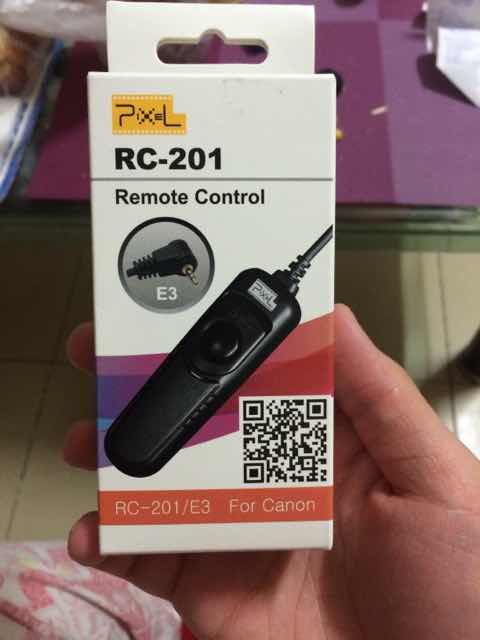 PIXEL
RC-201
Remote Control
E3
PIXEL
RC-201/E3 For Canon